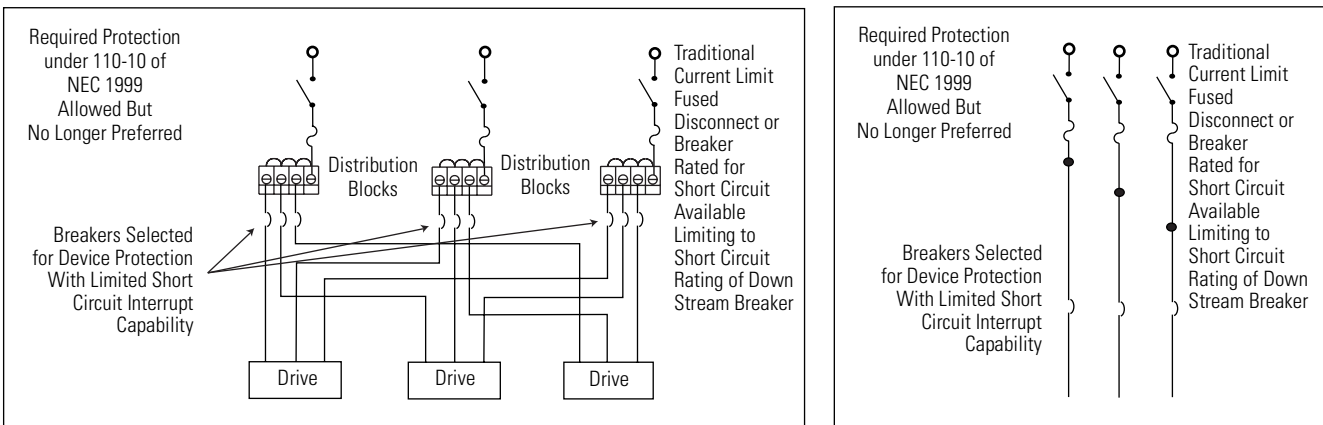 Required Protection
under 110-10 of
NEC 1999
Allowed But
No Longer Preferred
Distribution
Blocks
Distribution
Blocks
Traditional
Current Limit
Fused
Disconnect or
Breaker
Rated for
Short Circuit
Available
Limiting to
Short Circuit
Rating of Down
Stream Breaker
Breakers Selected
for Device Protection
With Limited Short
Circuit Interrupt
Capability
Drive
Drive
Drive
Required Protection
under 110-10 of
NEC 1999
Allowed But
No Longer Preferred
Traditional
Current Limit
Fused
Disconnect or
Breaker
Rated for
Short Circuit
Available
Limiting to
Short Circuit
Rating of Down
Stream Breaker
Breakers Selected
for Device Protection
With Limited Short
Circuit Interrupt
Capability